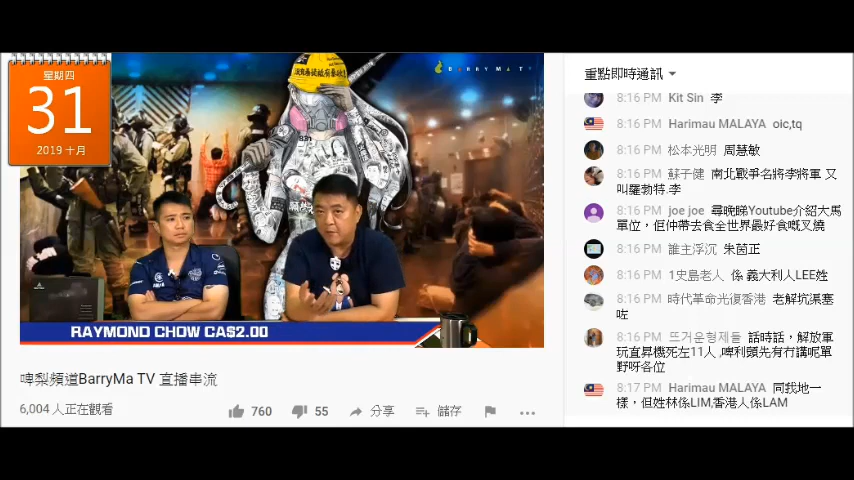 星期四
31
2019 十月
BARRYMA TV
RAYMOND CHOW CA$2.00
啤梨頻道BarryMa TV 直播串流
6,004 人正在觀看
760
55
分享
儲存
重點即時通訊
8:16 PM Kit Sin 李
8:16 PM Harimau MALAYA oic,tq
8:16 PM 松本光明 周慧敏
8:16 PM 蘇子健 南北戰爭名將李將軍 又
叫羅勃特.李
8:16 PM joe joe 尋晚睇Youtube介紹大馬
單位，佢仲帶去食全世界最好食嘅叉燒
8:16 PM 誰主浮沉 朱茵正
8:16 PM 1史島老人 係 義大利人LEE姓
8:16 PM 時代革命光復香港 老解坑渠塞
咗
8:16 PM 뜨거운형제들 話時話，解放軍
玩直昇機死左11人 ,啤利頭先有冇講呢單
野呀各位
8:17 PM Harimau MALAYA 同我地一
樣，但姓林係LIM,香港人係LAM